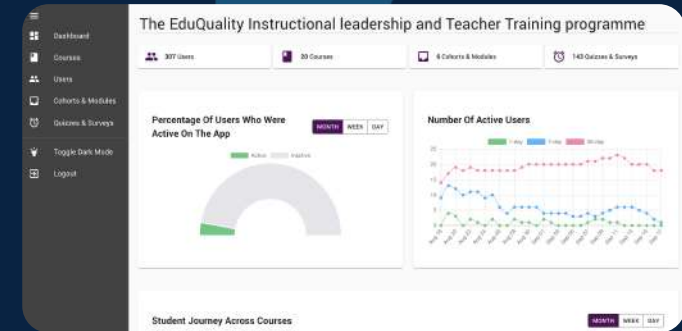 The EduQuality Instructional leadership and Teacher Training programme
Dashboard
Courses
Users
Cohorts & Modules
Quizzes & Surveys
Toggle Dark Mode
Logout
307 Users
20 Courses
6 Cohorts & Modules
143 Quizzes & Surveys
Percentage Of Users Who Were
Active On The App
MONTH WEEK DAY
Active Inactive
Number Of Active Users
1-day 7-day 30-day
25
20
15
10
5
Student Journey Across Courses
MONTH WEEK DAY